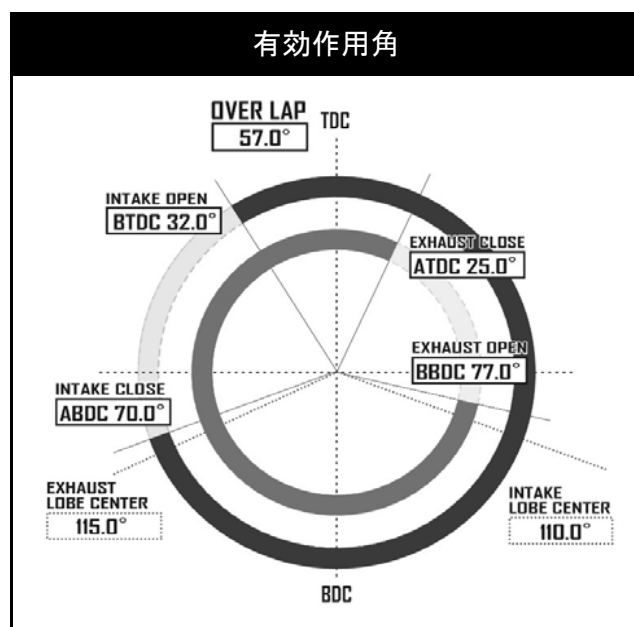 有効作用角
OVER LAP
57.0°
TDC
INTAKE OPEN
BTDC 32.0°
EXHAUST CLOSE
ATDC 25.0°
EXHAUST OPEN
BBDC 77.0°
INTAKE CLOSE
ABDC 70.0°
EXHAUST
LOBE CENTER
115.0°
INTAKE
LOBE CENTER
110.0°
BDC